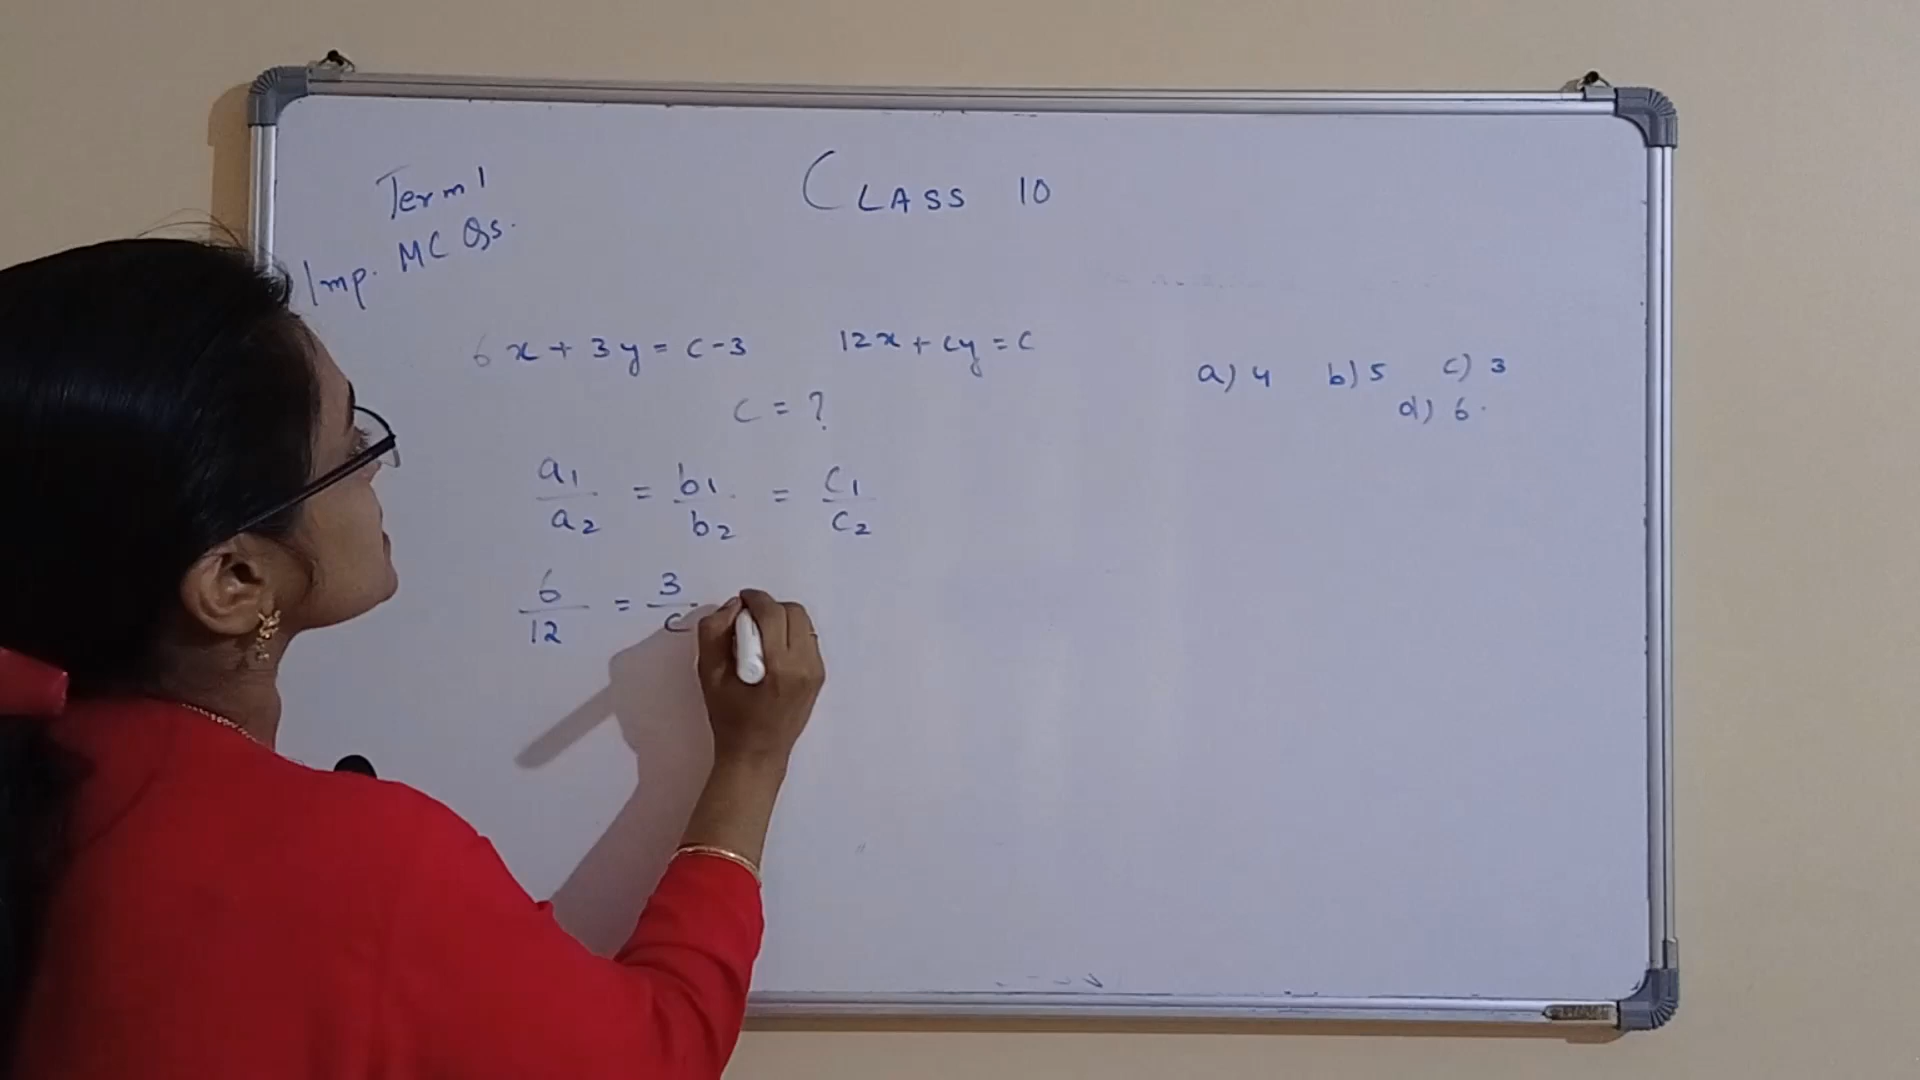 Term 1
CLASS 10
Imp. MC Qs.
6x + 3y = c - 3 12x + cy = c
a) 4 b) 5 c) 3
d) 6.
c = ?
a1/a2 = b1/b2 = c1/c2
6/12 = 3/c